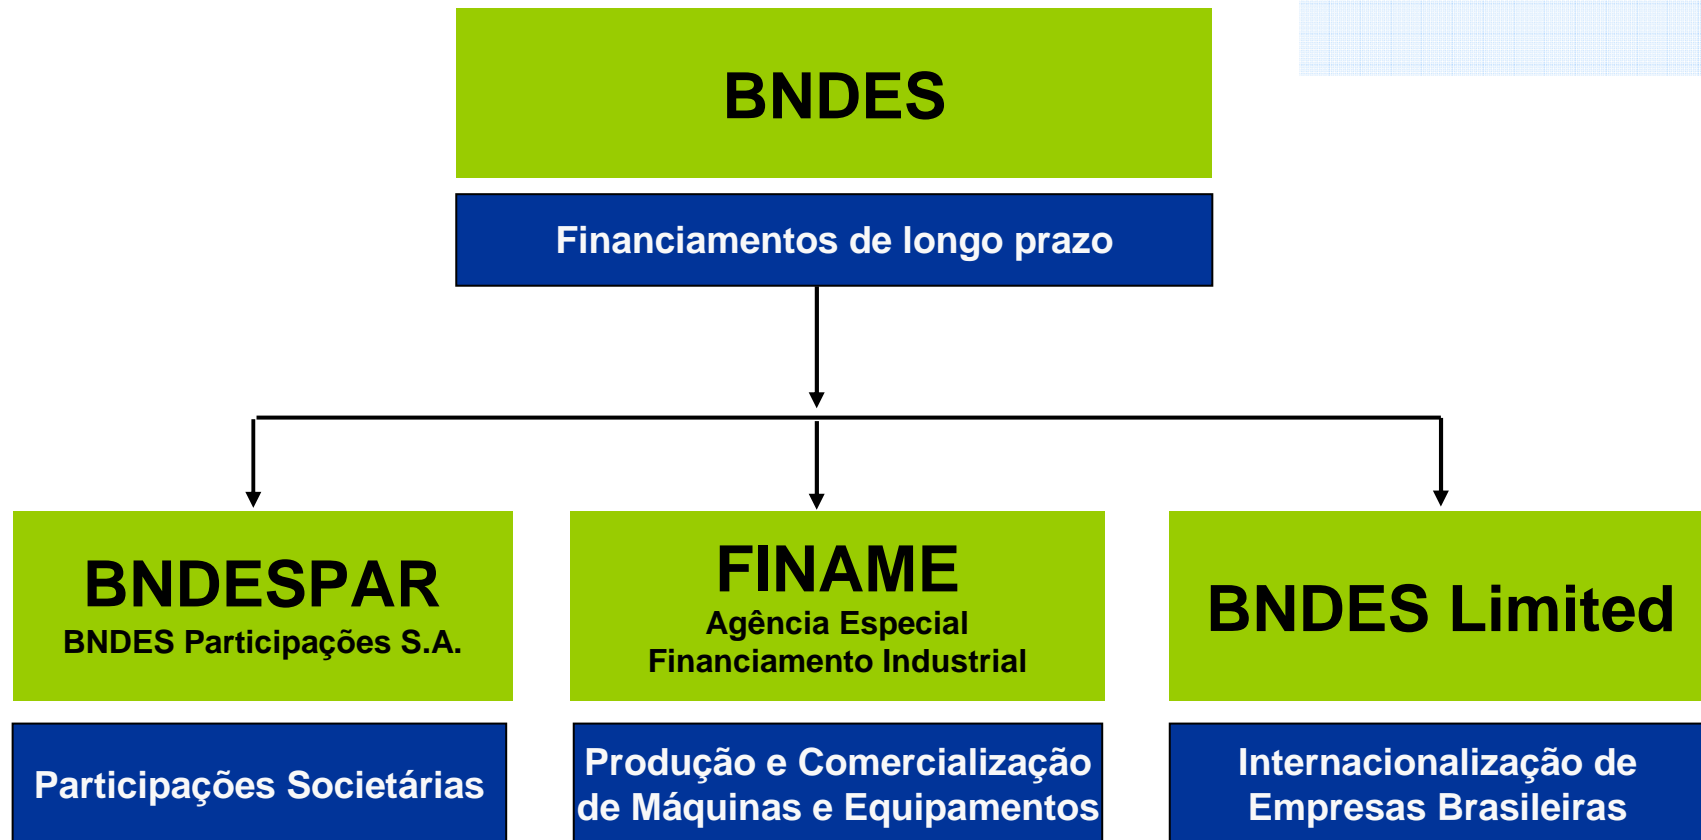 BNDES
Financiamentos de longo prazo
BNDESPAR
BNDES Participações S.A.
FINAME
Agência Especial
Financiamento Industrial
BNDES Limited
Participações Societárias
Produção e Comercialização
de Máquinas e Equipamentos
Internacionalização de
Empresas Brasileiras